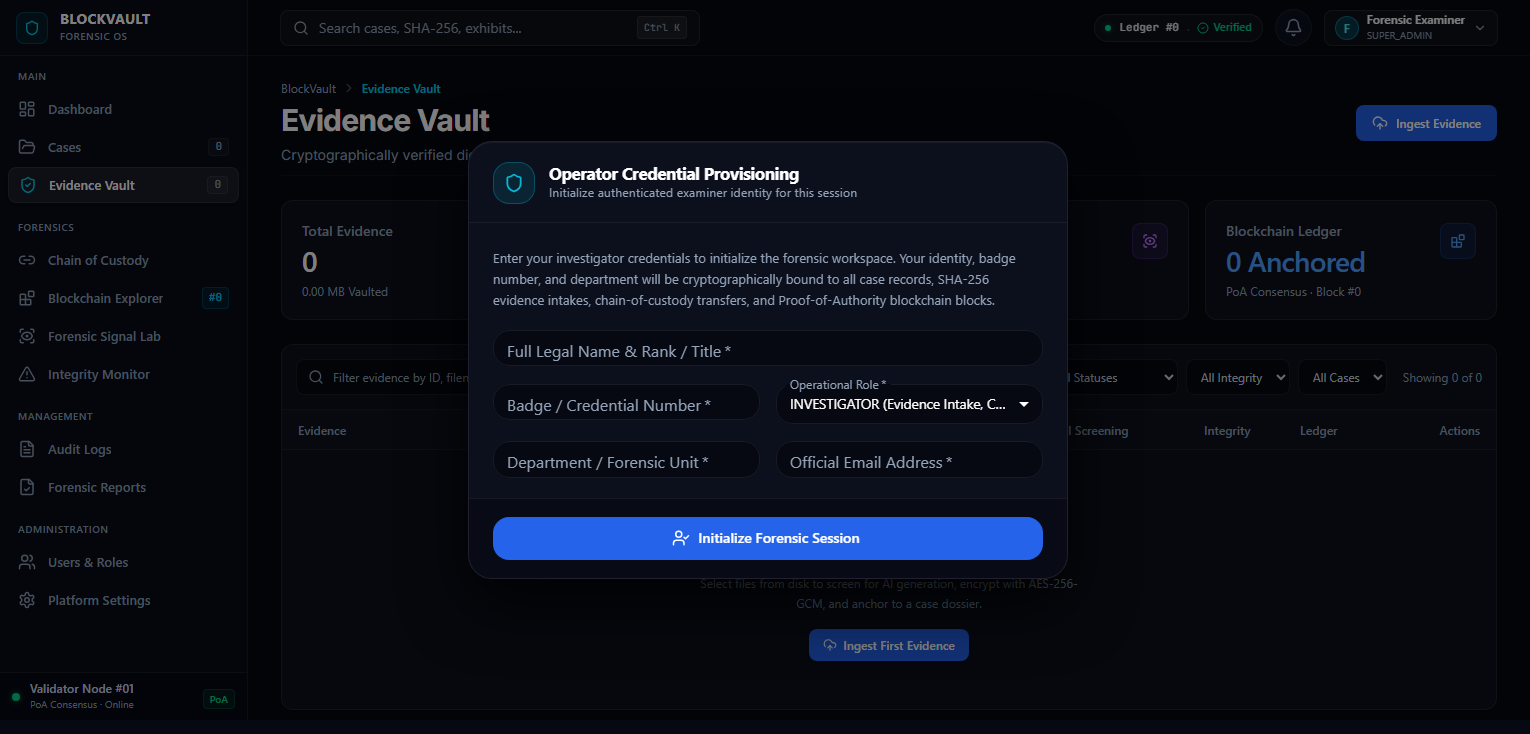 BLOCKVAULT
FORENSIC OS
Search cases, SHA-256, exhibits...
Ctrl K
Ledger #0 · Verified
F
Forensic Examiner
SUPER_ADMIN
MAIN
Dashboard
Cases 0
Evidence Vault 0
FORENSICS
Chain of Custody
Blockchain Explorer #0
Forensic Signal Lab
Integrity Monitor
MANAGEMENT
Audit Logs
Forensic Reports
ADMINISTRATION
Users & Roles
Platform Settings
Validator Node #01
PoA Consensus · Online
PoA
BlockVault > Evidence Vault
Evidence Vault
Cryptographically verified
Ingest Evidence
Total Evidence
0
0.00 MB Vaulted
Blockchain Ledger
0 Anchored
PoA Consensus · Block #0
Filter evidence by ID,
Statuses
All Integrity
All Cases
Showing 0 of 0
Evidence
Screening
Integrity
Ledger
Actions
Operator Credential Provisioning
Initialize authenticated examiner identity for this session
Enter your investigator credentials to initialize the forensic workspace. Your identity, badge
number, and department will be cryptographically bound to all case records, SHA-256
evidence intakes, chain-of-custody transfers, and Proof-of-Authority blockchain blocks.
Full Legal Name & Rank / Title *
Badge / Credential Number *
Operational Role *
INVESTIGATOR (Evidence Intake, C...
Department / Forensic Unit *
Official Email Address *
Initialize Forensic Session
Select files from disk to screen for AI generation, encrypt with AES-256-
GCM, and anchor to a case dossier.
Ingest First Evidence